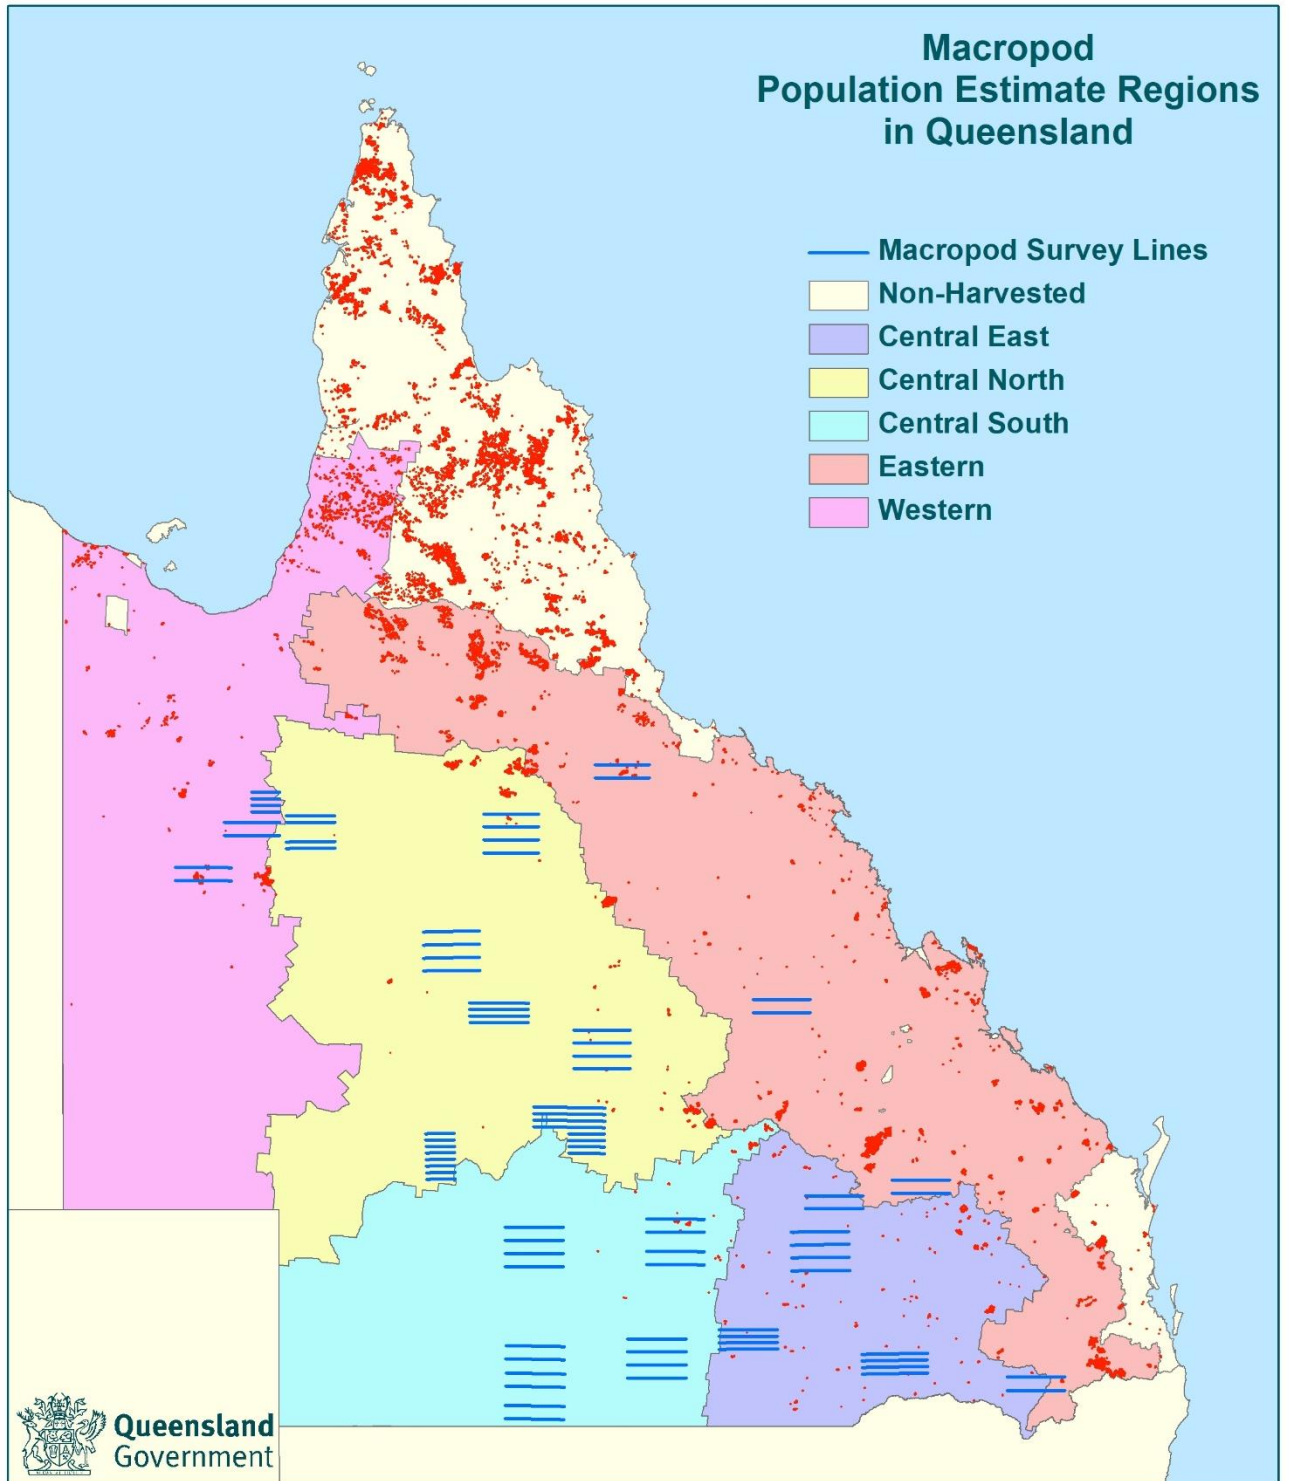 Macropod
Population Estimate Regions
in Queensland
Macropod Survey Lines
Non-Harvested
Central East
Central North
Central South
Eastern
Western
Queensland
Government